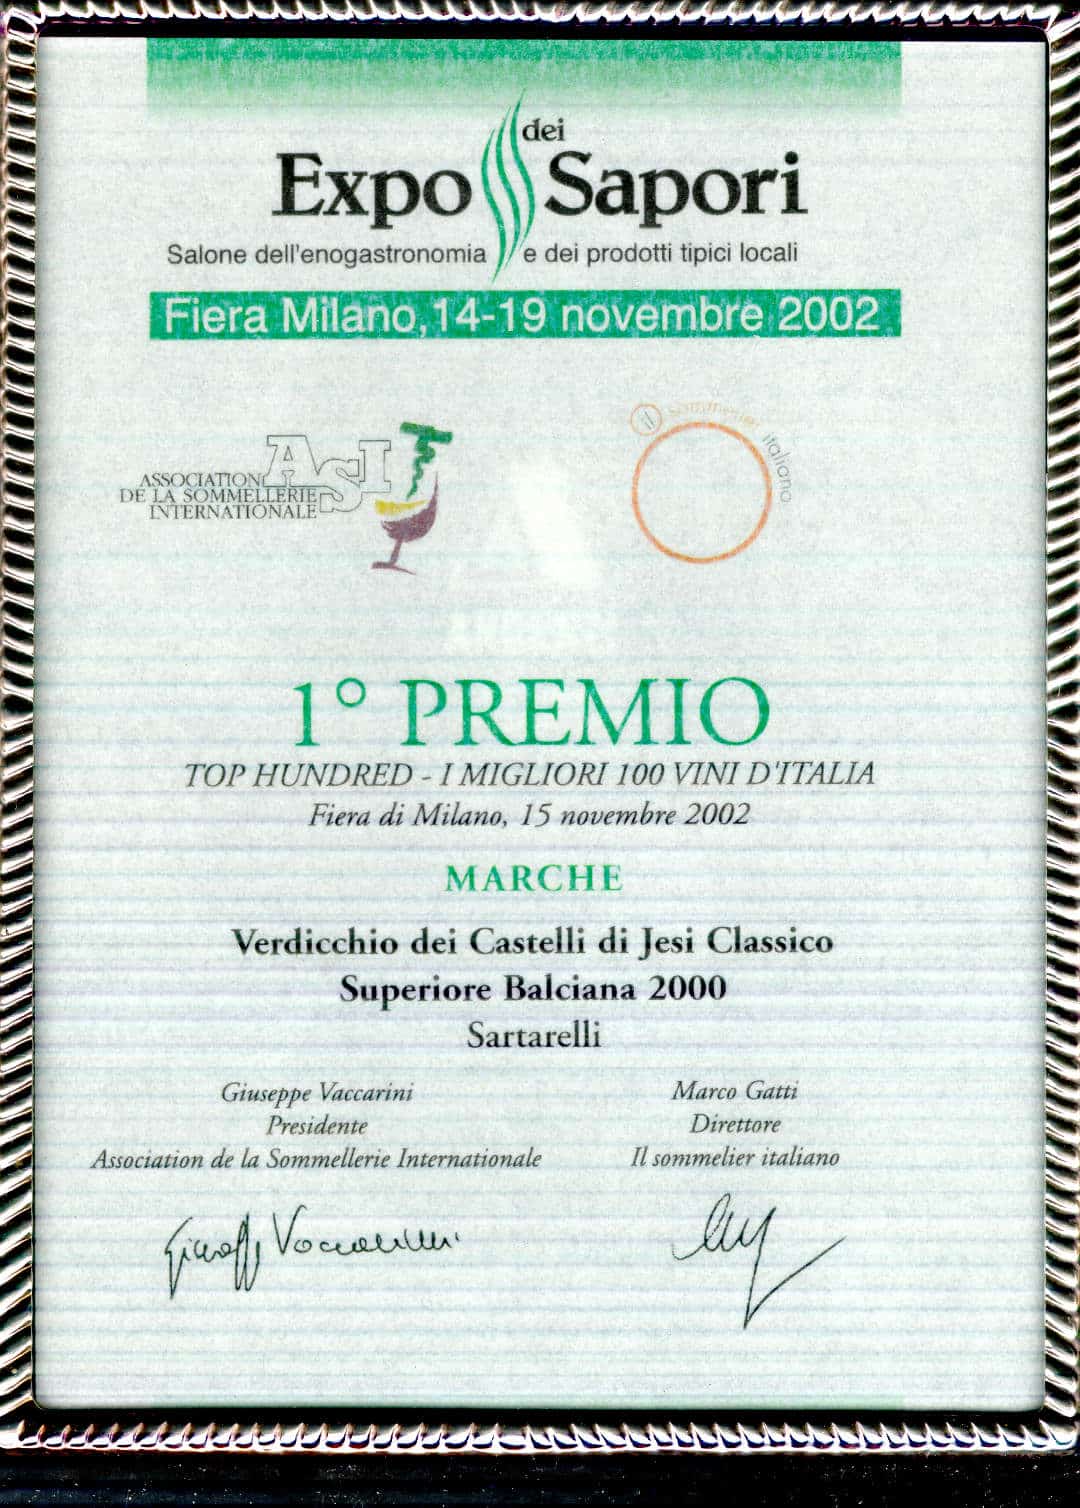 dei
Expo Sapori
Salone dell'enogastronomia e dei prodotti tipici locali
Fiera Milano, 14-19 novembre 2002
ASI
ASSOCIATION
DE LA SOMMELLERIE
INTERNATIONALE
il sommelier italiano
1° PREMIO
TOP HUNDRED - I MIGLIORI 100 VINI D'ITALIA
Fiera di Milano, 15 novembre 2002
MARCHE
Verdicchio dei Castelli di Jesi Classico
Superiore Balciana 2000
Sartarelli
Giuseppe Vaccarini
Presidente
Association de la Sommellerie Internationale
Marco Gatti
Direttore
Il sommelier italiano
Giuseppe Vaccarini